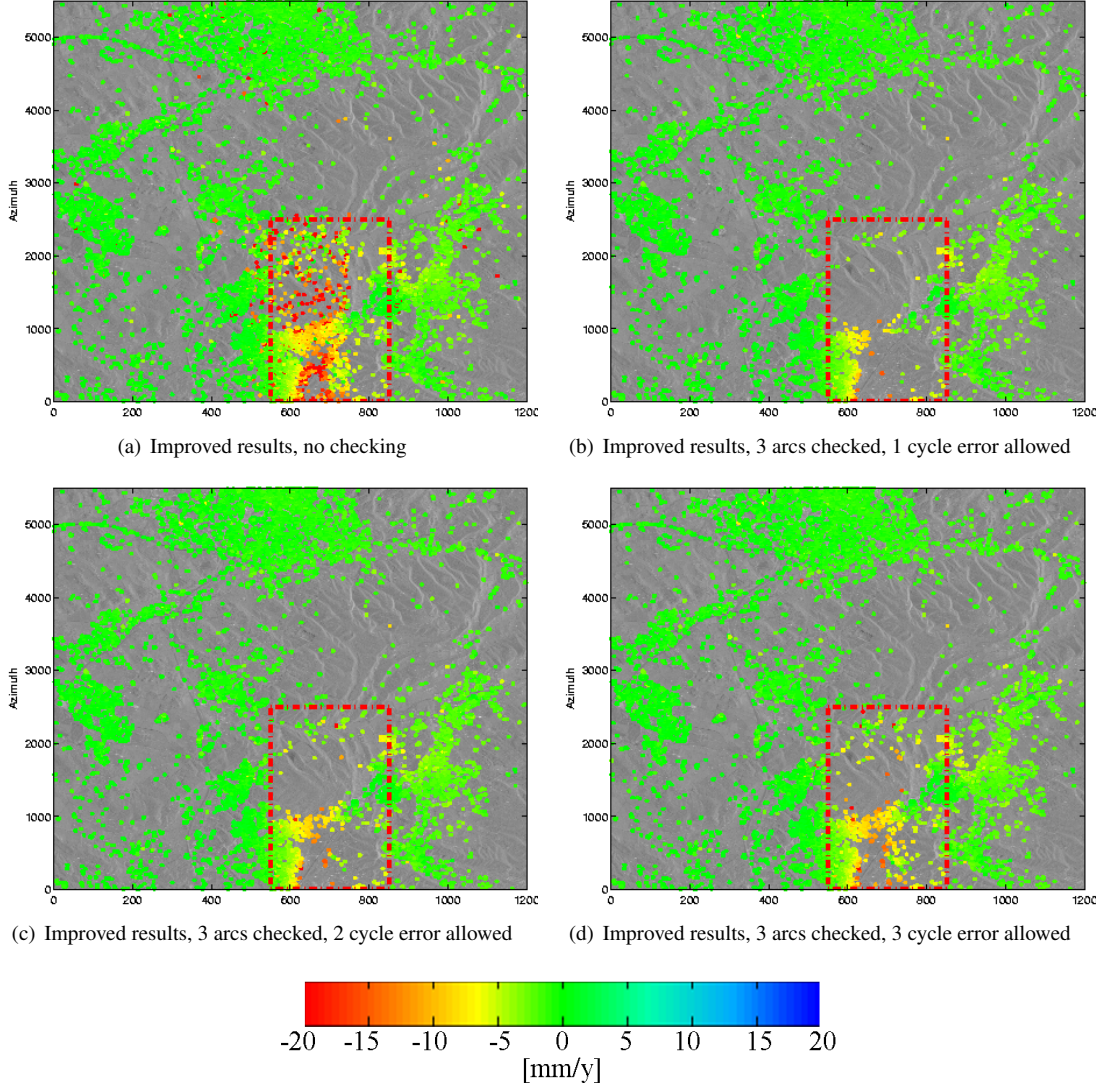 5000
4000
3000
2000
1000
0
Azimuth
0 200 400 600 800 1000 120
(a) Improved results, no checking
5000
4000
3000
2000
1000
0
Azimuth
0 200 400 600 800 1000 120
(b) Improved results, 3 arcs checked, 1 cycle error allowed
5000
4000
3000
2000
1000
0
Azimuth
0 200 400 600 800 1000 1200
(c) Improved results, 3 arcs checked, 2 cycle error allowed
5000
4000
3000
2000
1000
0
Azimuth
0 200 400 600 800 1000 1200
(d) Improved results, 3 arcs checked, 3 cycle error allowed
-20 -15 -10 -5 0 5 10 15 20
[mm/y]